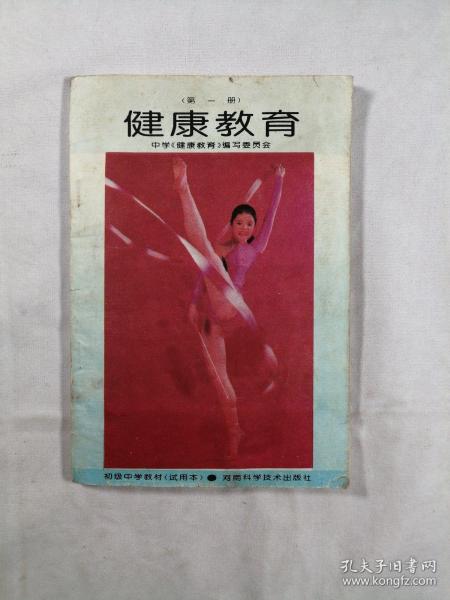 （第一册）
健康教育
中学《健康教育》编写委员会
初级中学教材（试用本）●河南科学技术出版社
孔夫子旧书网
www.kongfz.com